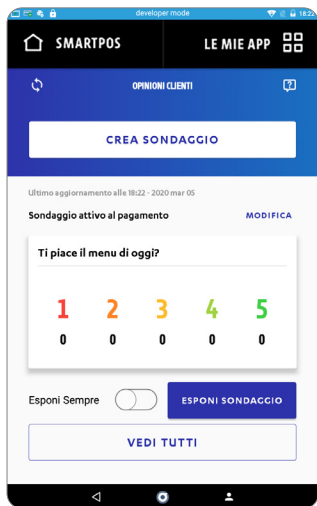 developer mode 18:22
SMARTPOS LE MIE APP
OPINIONI CLIENTI
CREA SONDAGGIO
Ultimo aggiornamento alle 18:22 - 2020 mar 05
Sondaggio attivo al pagamento MODIFICA
Ti piace il menu di oggi?
1 2 3 4 5
0 0 0 0 0
Esponi Sempre ESPONI SONDAGGIO
VEDI TUTTI